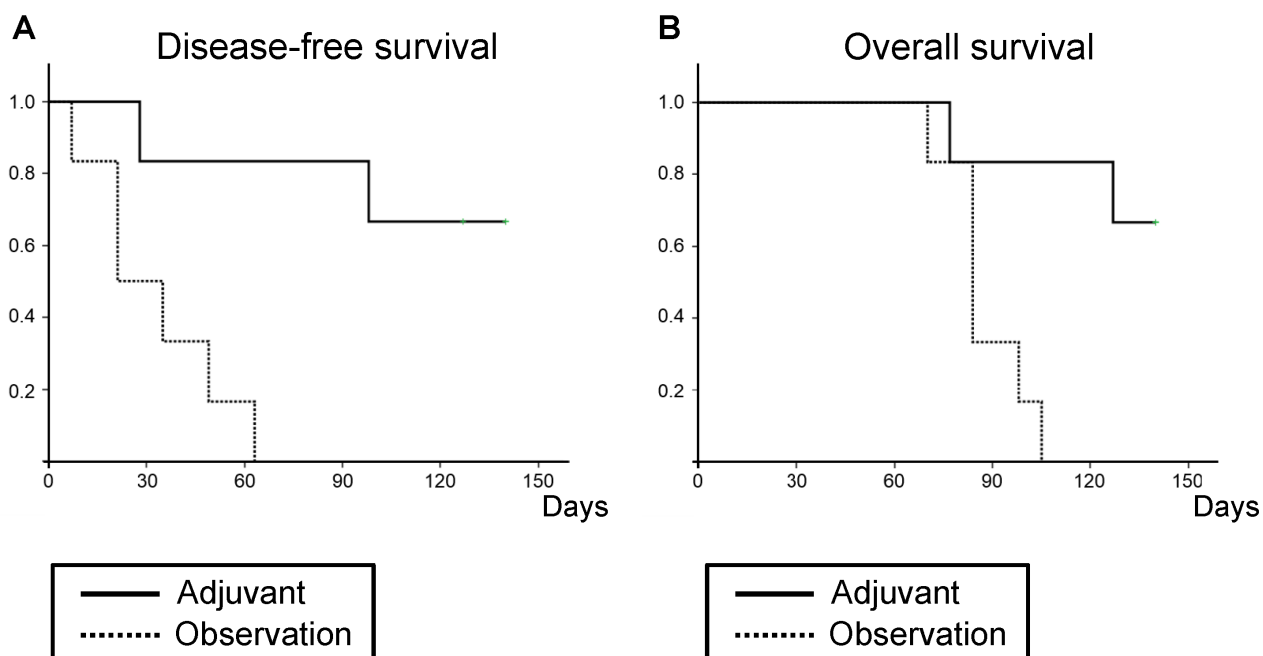 A
Disease-free survival
1.0
0.8
0.6
0.4
0.2
0 30 60 90 120 150
Days
Adjuvant
Observation
B
Overall survival
1.0
0.8
0.6
0.4
0.2
0 30 60 90 120 150
Days
Adjuvant
Observation